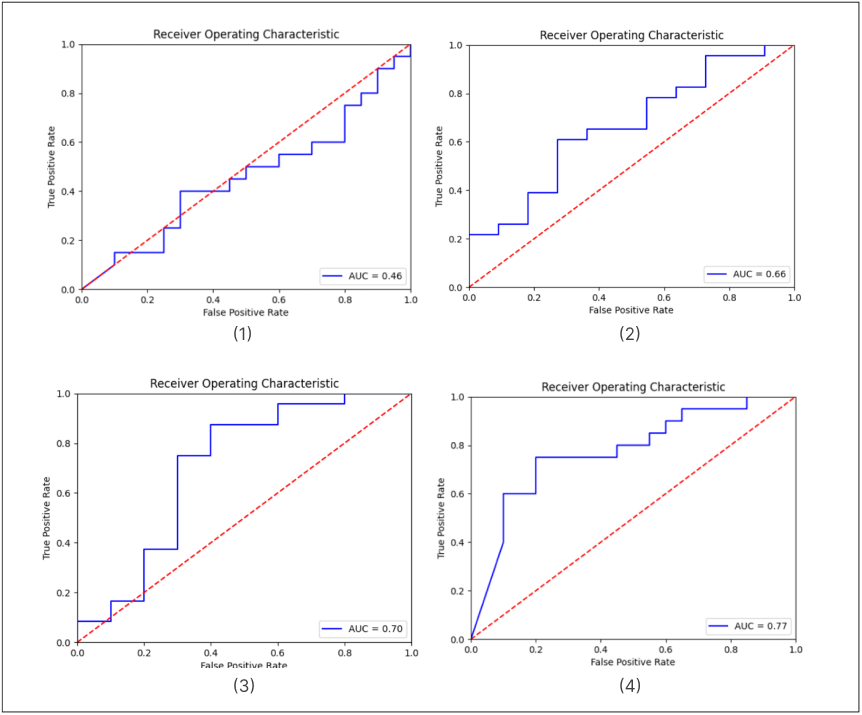 Receiver Operating Characteristic
1.0
0.8
0.6
0.4
0.2
0.0
True Positive Rate
AUC = 0.46
0.0 0.2 0.4 0.6 0.8 1.0
False Positive Rate
(1)
Receiver Operating Characteristic
1.0
0.8
0.6
0.4
0.2
0.0
True Positive Rate
AUC = 0.66
0.0 0.2 0.4 0.6 0.8 1.0
False Positive Rate
(2)
Receiver Operating Characteristic
1.0
0.8
0.6
0.4
0.2
0.0
True Positive Rate
AUC = 0.70
0.0 0.2 0.4 0.6 0.8 1.0
False Positive Rate
(3)
Receiver Operating Characteristic
1.0
0.8
0.6
0.4
0.2
0.0
True Positive Rate
AUC = 0.77
0.0 0.2 0.4 0.6 0.8 1.0
False Positive Rate
(4)